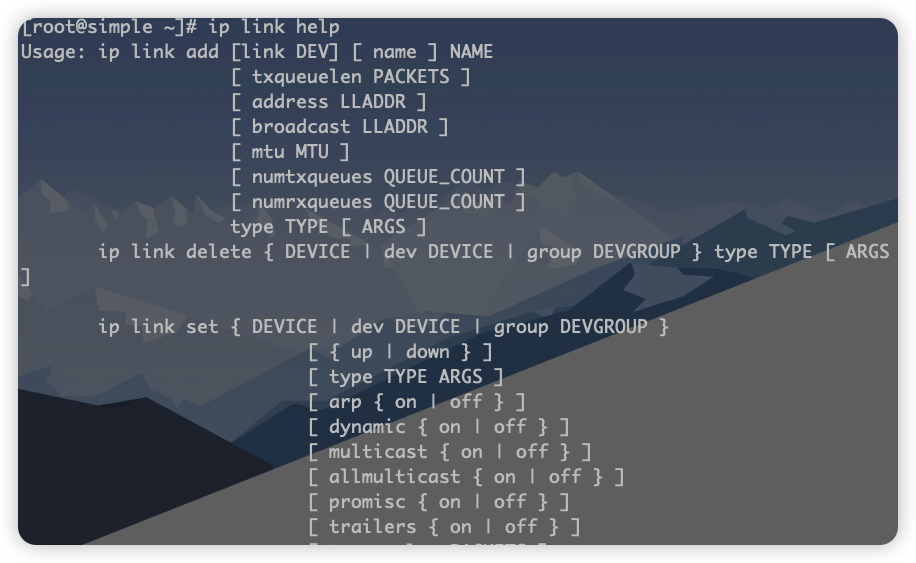 [root@simple ~]# ip link help
Usage: ip link add [link DEV] [ name ] NAME
                   [ txqueuelen PACKETS ]
                   [ address LLADDR ]
                   [ broadcast LLADDR ]
                   [ mtu MTU ]
                   [ numtxqueues QUEUE_COUNT ]
                   [ numrxqueues QUEUE_COUNT ]
                   type TYPE [ ARGS ]
       ip link delete { DEVICE | dev DEVICE | group DEVGROUP } type TYPE [ ARGS
]
       ip link set { DEVICE | dev DEVICE | group DEVGROUP }
                          [ { up | down } ]
                          [ type TYPE ARGS ]
                          [ arp { on | off } ]
                          [ dynamic { on | off } ]
                          [ multicast { on | off } ]
                          [ allmulticast { on | off } ]
                          [ promisc { on | off } ]
                          [ trailers { on | off } ]